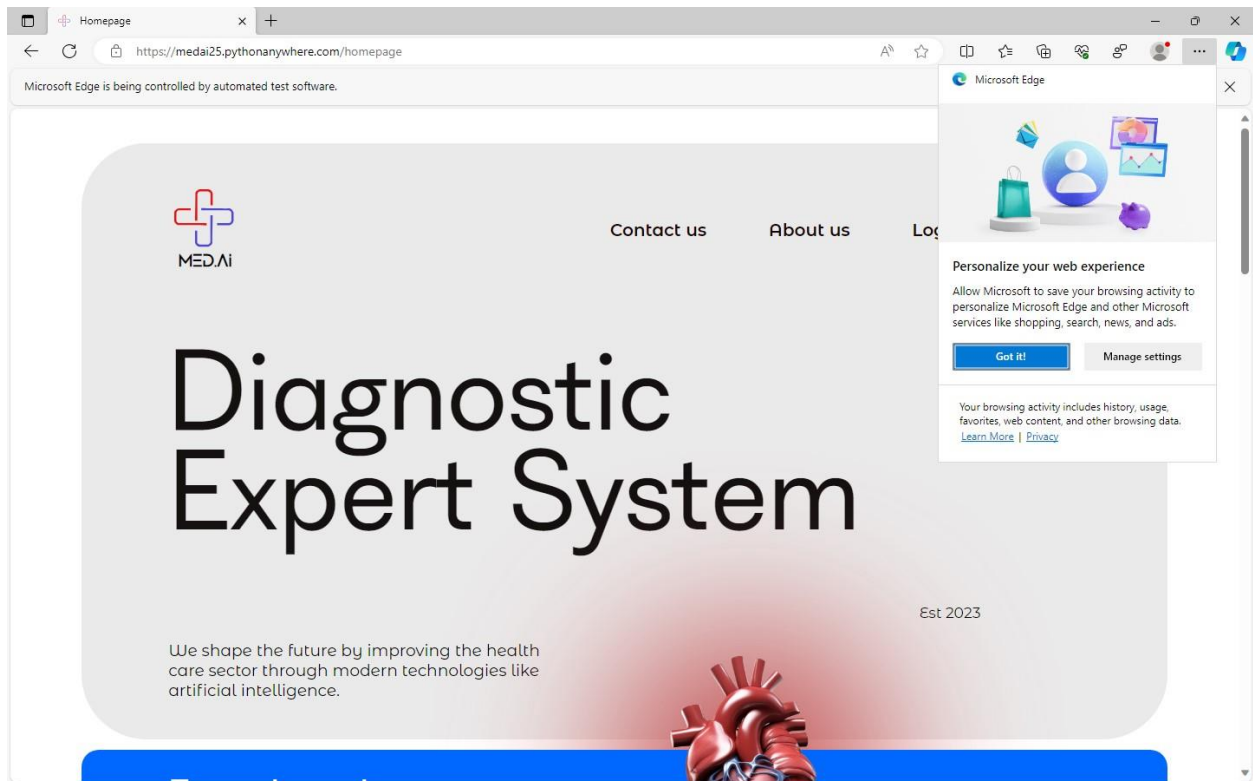 Homepage
https://medai25.pythonanywhere.com/homepage
Microsoft Edge is being controlled by automated test software.
Microsoft Edge
Personalize your web experience
Allow Microsoft to save your browsing activity to
personalize Microsoft Edge and other Microsoft
services like shopping, search, news, and ads.
Got it! Manage settings
Your browsing activity includes history, usage,
favorites, web content, and other browsing data.
Learn More | Privacy
MED.Ai
Contact us About us
Diagnostic
Expert System
Est 2023
We shape the future by improving the health
care sector through modern technologies like
artificial intelligence.